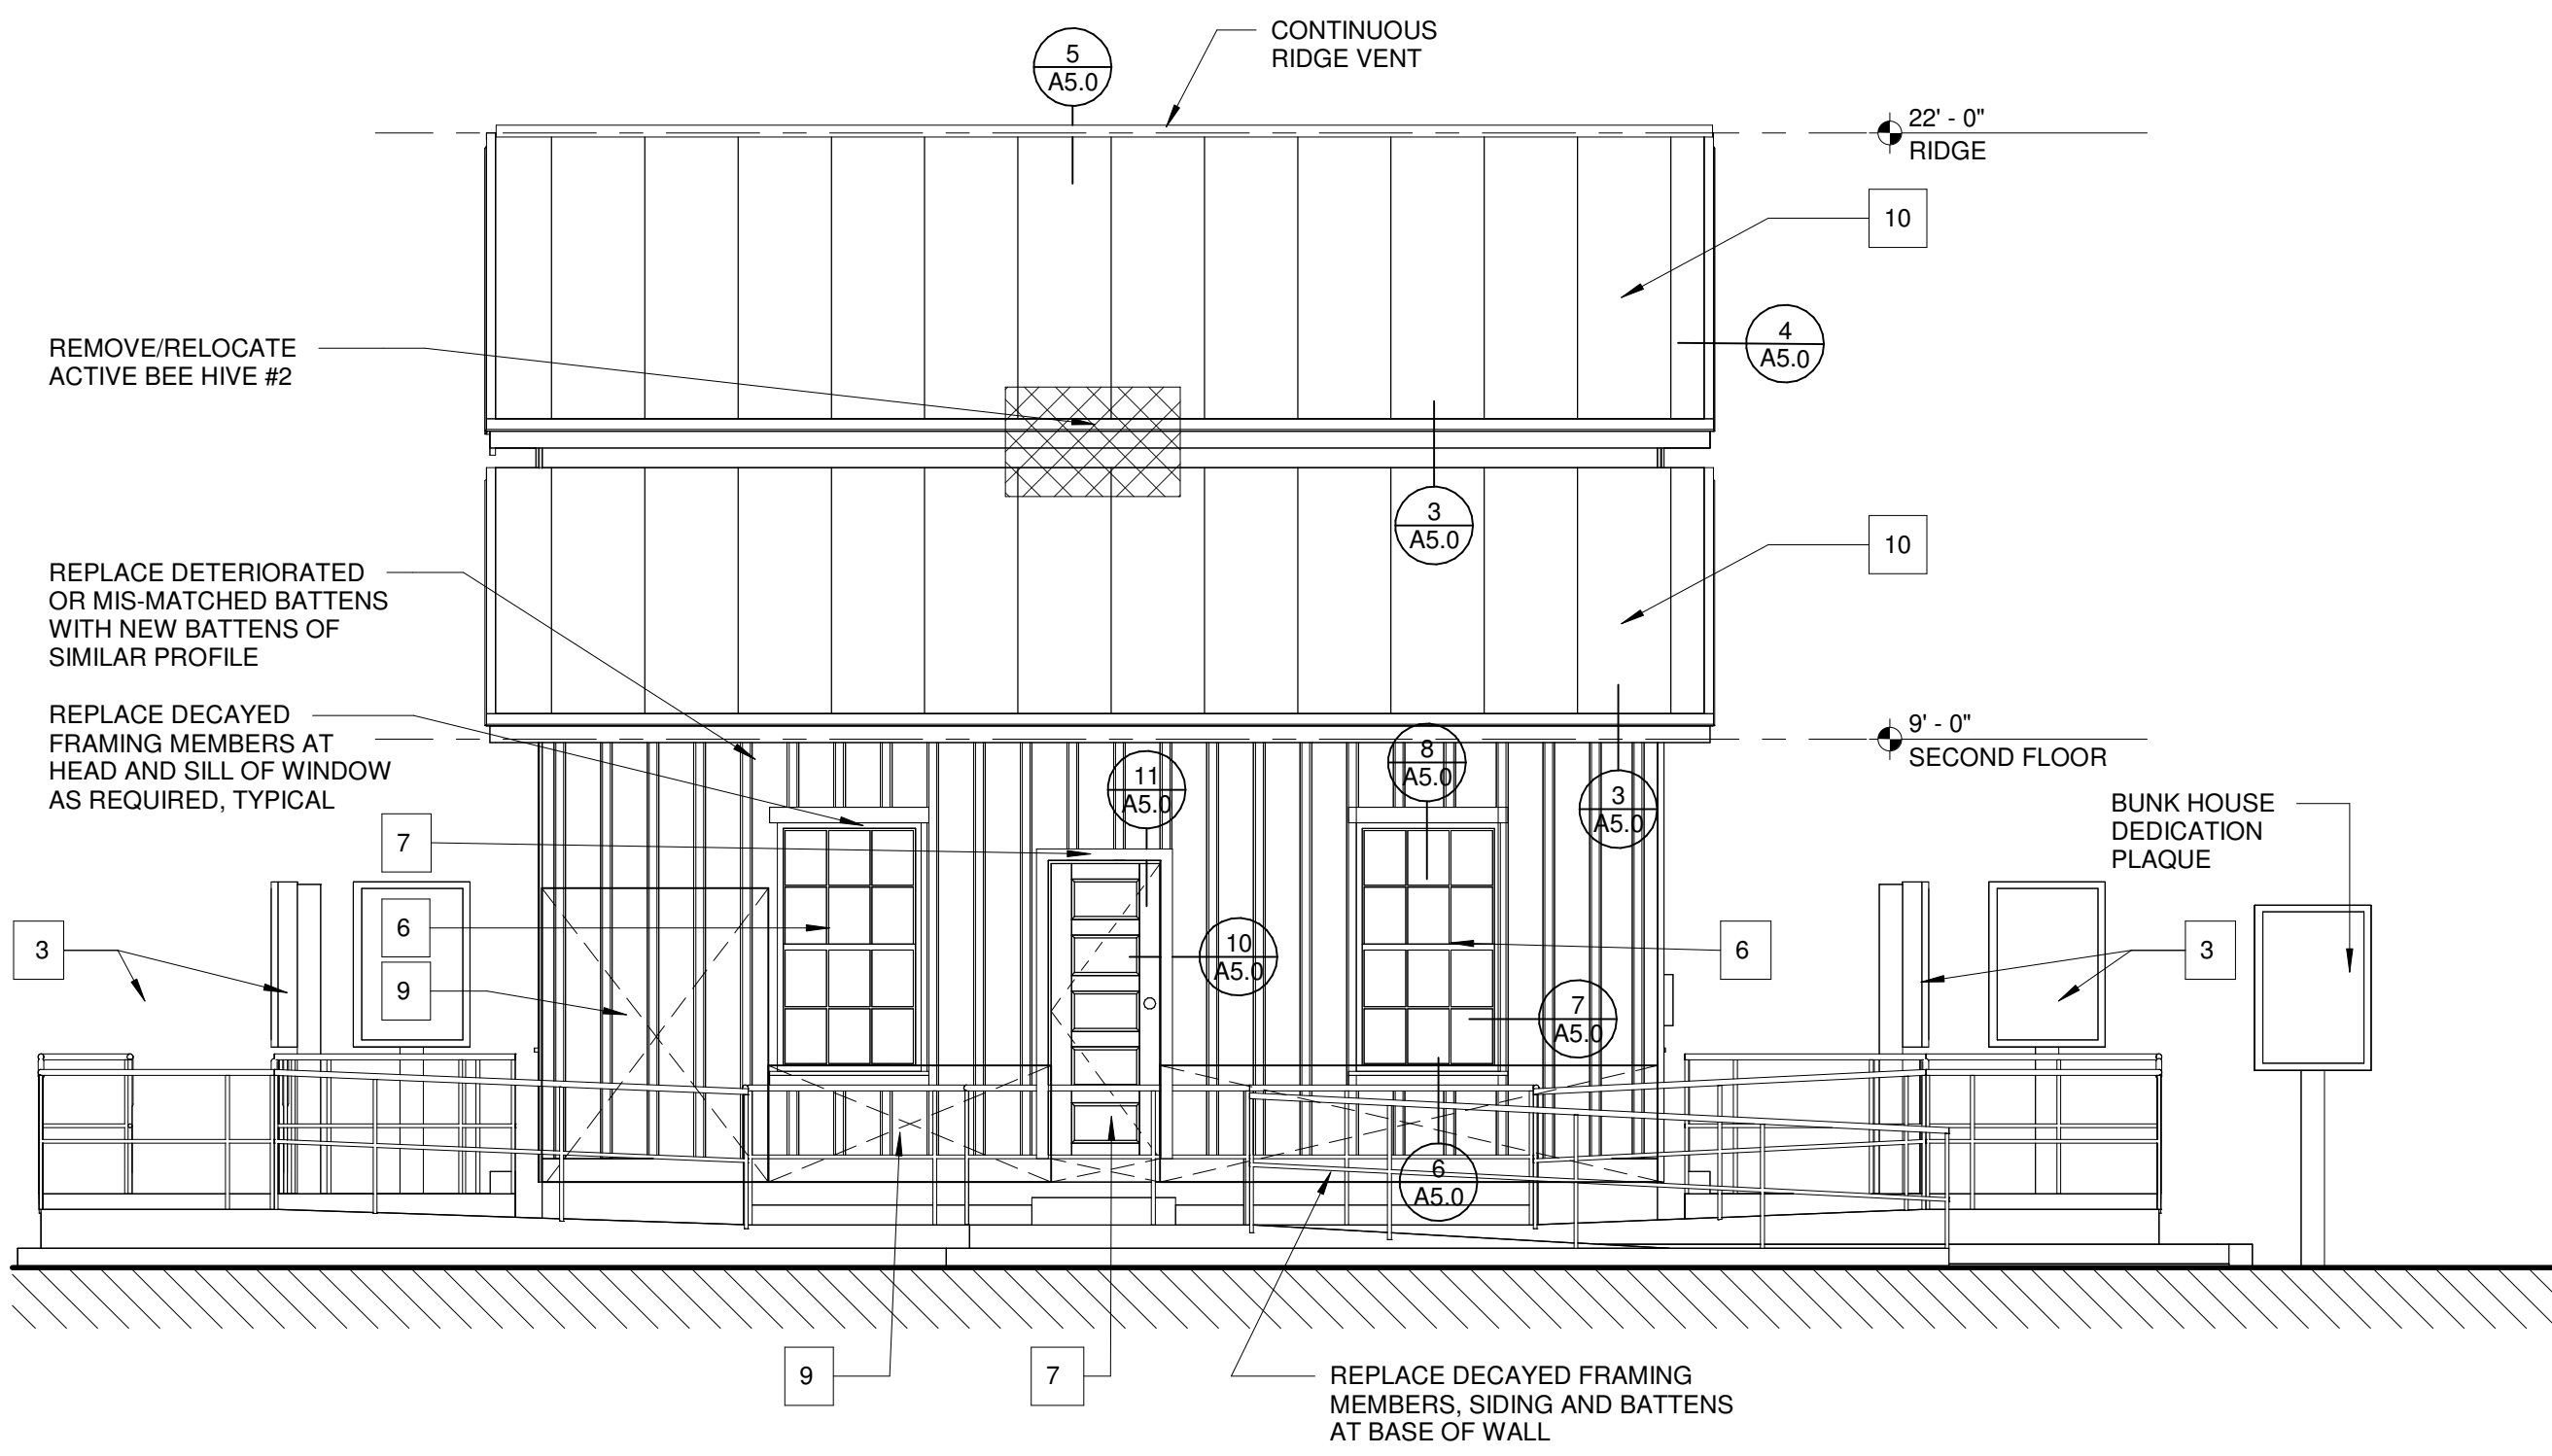 CONTINUOUS
RIDGE VENT
5
A5.0
22' - 0"
RIDGE
10
4
A5.0
REMOVE/RELOCATE
ACTIVE BEE HIVE #2
3
A5.0
10
REPLACE DETERIORATED
OR MIS-MATCHED BATTENS
WITH NEW BATTENS OF
SIMILAR PROFILE
REPLACE DECAYED
FRAMING MEMBERS AT
HEAD AND SILL OF WINDOW
AS REQUIRED, TYPICAL
9' - 0"
SECOND FLOOR
8
A5.0
11
A5.0
3
A5.0
BUNK HOUSE
DEDICATION
PLAQUE
7
6
9
3
10
A5.0
6
3
7
A5.0
6
A5.0
9
7
REPLACE DECAYED FRAMING
MEMBERS, SIDING AND BATTENS
AT BASE OF WALL